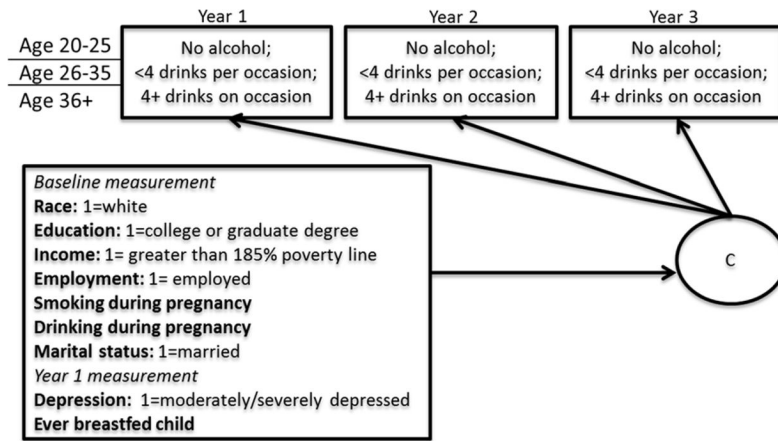 Year 1 Year 2 Year 3
Age 20-25
Age 26-35
Age 36+
No alcohol;
<4 drinks per occasion;
4+ drinks on occasion
No alcohol;
<4 drinks per occasion;
4+ drinks on occasion
No alcohol;
<4 drinks per occasion;
4+ drinks on occasion
Baseline measurement
Race: 1=white
Education: 1=college or graduate degree
Income: 1= greater than 185% poverty line
Employment: 1= employed
Smoking during pregnancy
Drinking during pregnancy
Marital status: 1=married
Year 1 measurement
Depression: 1=moderately/severely depressed
Ever breastfed child
C